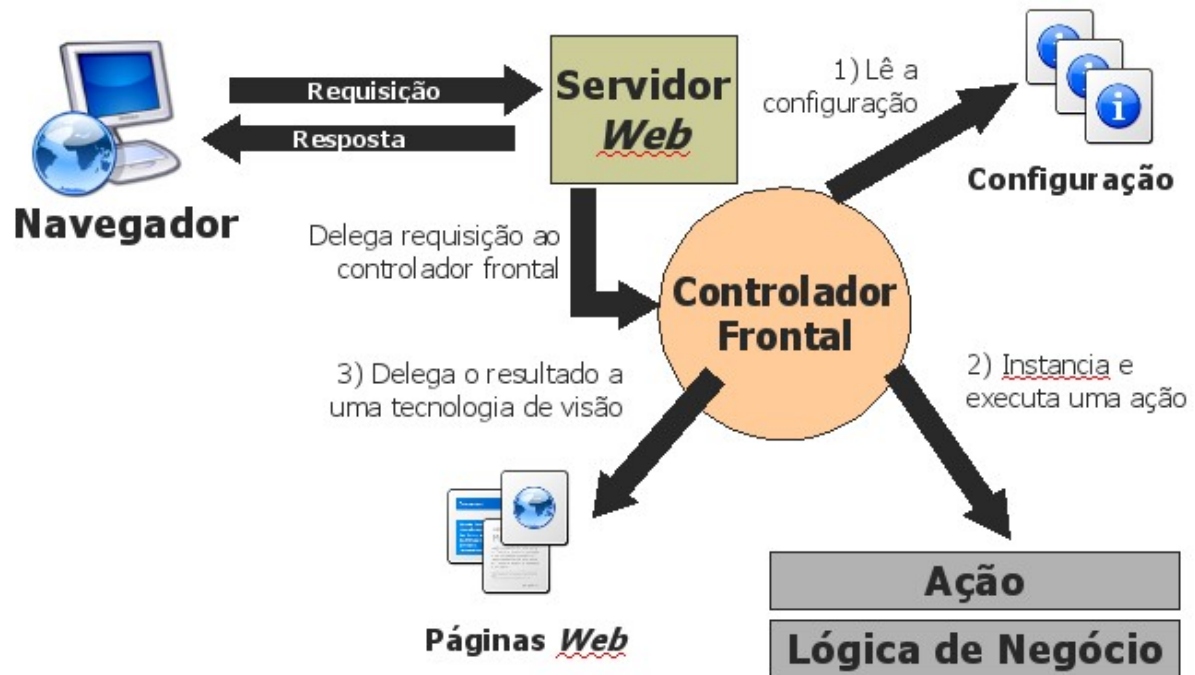 Requisição
Resposta
Navegador
Servidor
Web
1) Lê a
configuração
Configuração
Delega requisição ao
controlador frontal
Controlador
Frontal
2) Instancia e
executa uma ação
3) Delega o resultado a
uma tecnologia de visão
Páginas Web
Ação
Lógica de Negócio